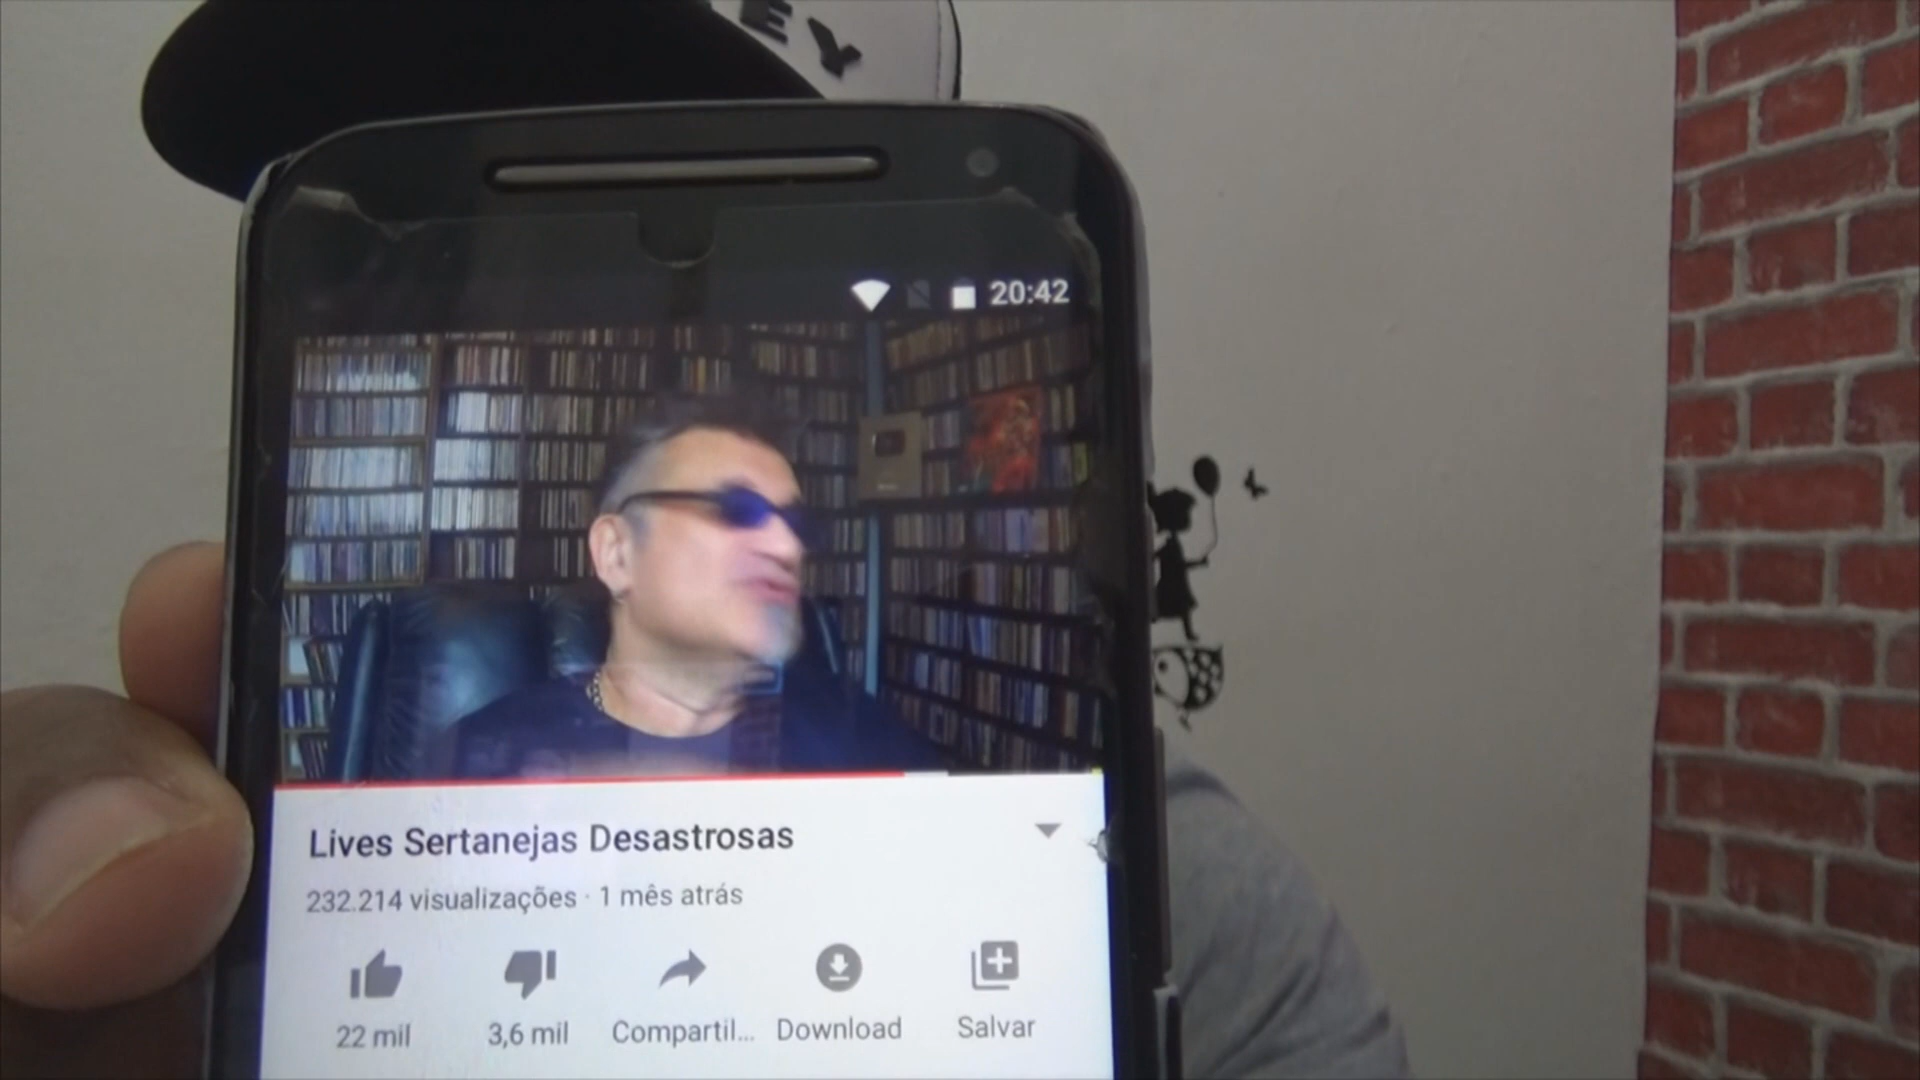 EY
20:42
Lives Sertanejas Desastrosas
232.214 visualizações · 1 mês atrás
22 mil
3,6 mil
Compartil...
Download
Salvar